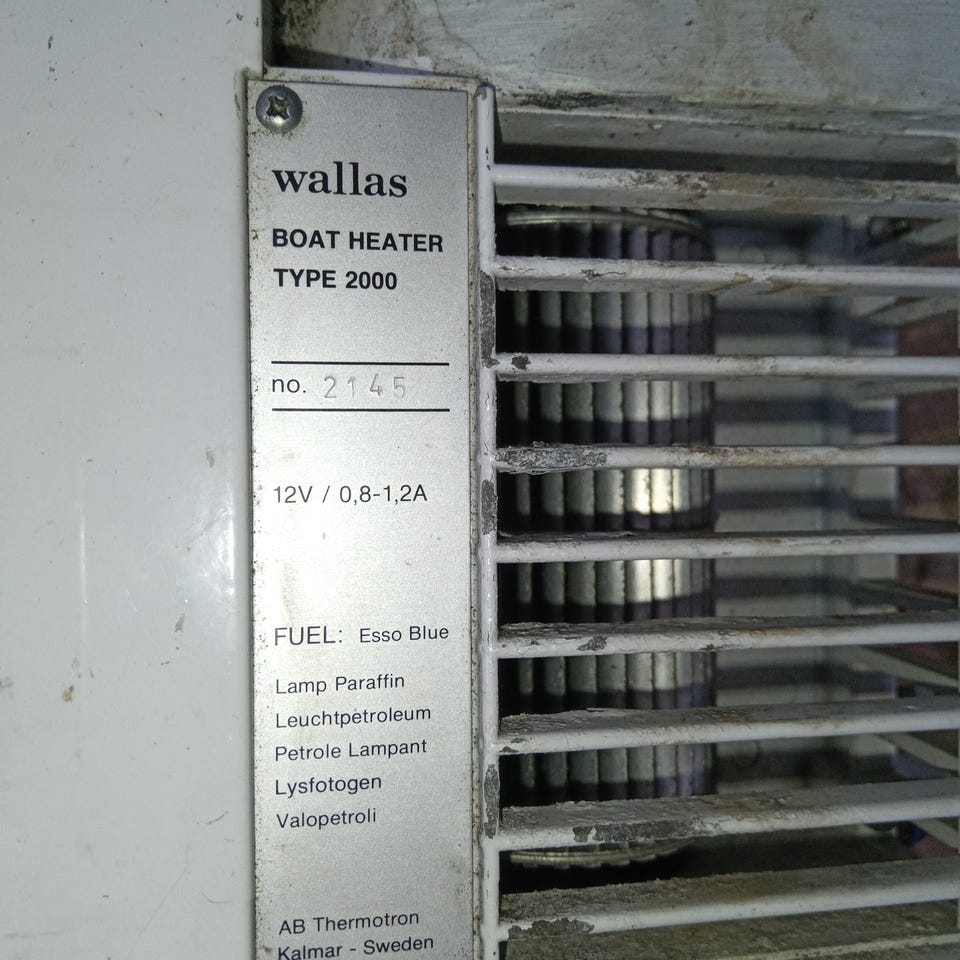 wallas
BOAT HEATER
TYPE 2000
no. 2145
12V / 0,8-1,2A
FUEL: Esso Blue
Lamp Paraffin
Leuchtpetroleum
Petrole Lampant
Lysfotogen
Valopetroli
AB Thermotron
Kalmar - Sweden